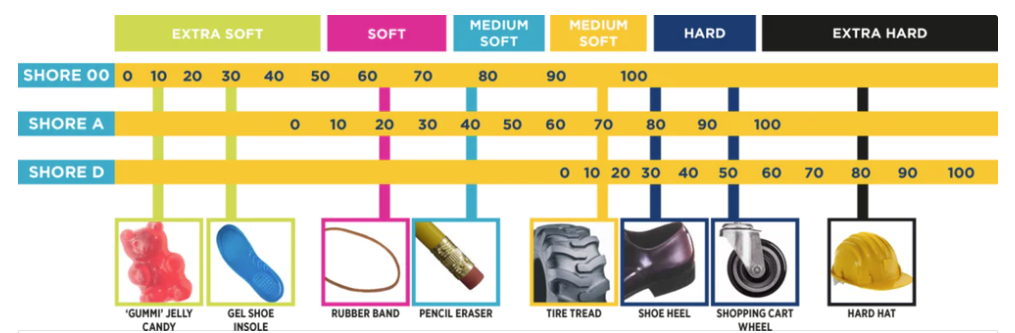 EXTRA SOFT
SOFT
MEDIUM
SOFT
MEDIUM
SOFT
HARD
EXTRA HARD
SHORE 00 0 10 20 30 40 50 60 70 80 90 100
SHORE A 0 10 20 30 40 50 60 70 80 90 100
SHORE D 0 10 20 30 40 50 60 70 80 90 100
‘GUMMI’ JELLY
CANDY
GEL SHOE
INSOLE
RUBBER BAND
PENCIL ERASER
TIRE TREAD
SHOE HEEL
SHOPPING CART
WHEEL
HARD HAT